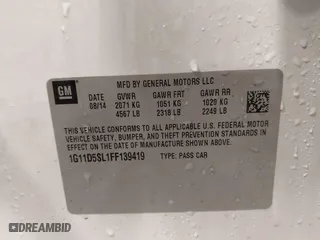 GM
MFD BY GENERAL MOTORS LLC
DATE GVWR GAWR FRT GAWR RR
08/14 2071 KG 1051 KG 1020 KG
4567 LB 2318 LB 2249 LB
THIS VEHICLE CONFORMS TO ALL APPLICABLE U.S. FEDERAL MOTOR
VEHICLE SAFETY, BUMPER, AND THEFT PREVENTION STANDARDS
IN EFFECT ON THE DATE OF MANUFACTURE SHOWN ABOVE.
1G11D5SL1FF139419 TYPE: PASS CAR
DREAMBID